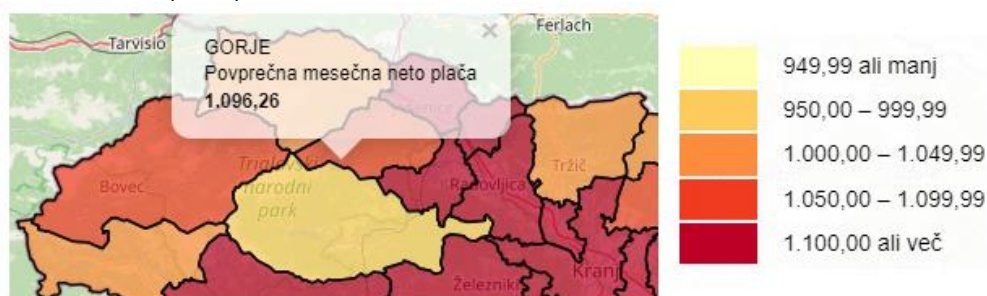 Tarvisio
Ferlach
×
GORJE
Povprečna mesečna neto plača
1.096,26
Bovec
Triglavski
narodni
park
Radovljica
Tržič
Železniki
Kranj
949,99 ali manj
950,00 – 999,99
1.000,00 – 1.049,99
1.050,00 – 1.099,99
1.100,00 ali več